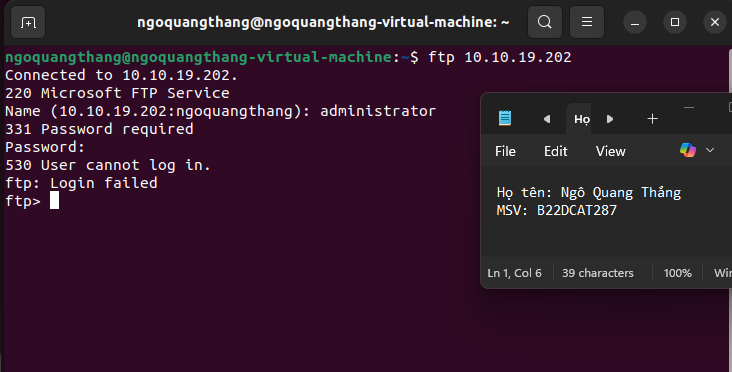 ngoquangthang@ngoquangthang-virtual-machine: ~
ngoquangthang@ngoquangthang-virtual-machine:~$ ftp 10.10.19.202
Connected to 10.10.19.202.
220 Microsoft FTP Service
Name (10.10.19.202:ngoquangthang): administrator
331 Password required
Password:
530 User cannot log in.
ftp: Login failed
ftp>
Họ
File Edit View
Họ tên: Ngô Quang Thắng
MSV: B22DCAT287
Ln 1, Col 6 39 characters 100%